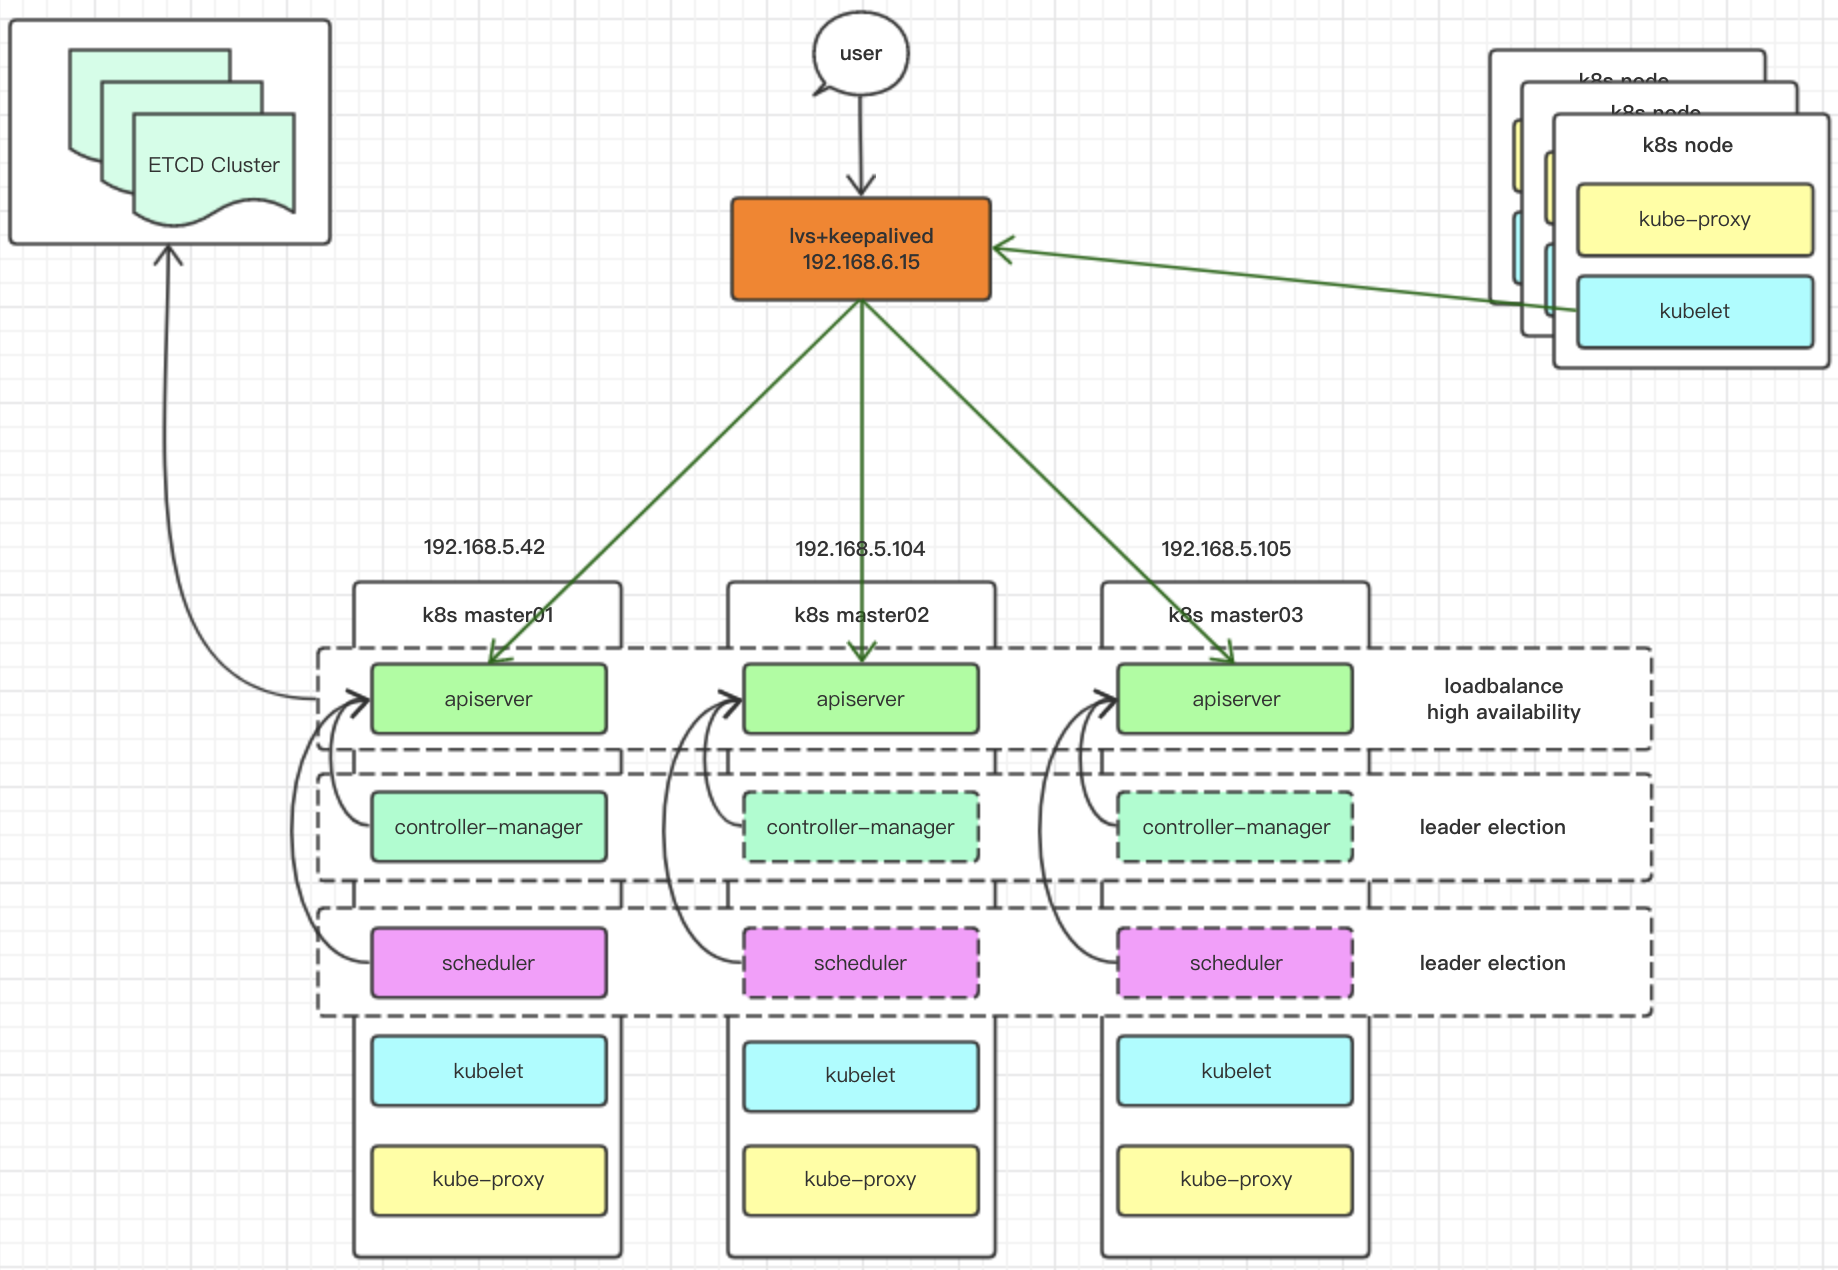 user
ETCD Cluster
k8s node
k8s node
k8s node
kube-proxy
kubelet
lvs+keepalived
192.168.6.15
192.168.5.42
192.168.5.104
192.168.5.105
k8s master01
k8s master02
k8s master03
apiserver
apiserver
apiserver
loadbalance
high availability
controller-manager
controller-manager
controller-manager
leader election
scheduler
scheduler
scheduler
leader election
kubelet
kubelet
kubelet
kube-proxy
kube-proxy
kube-proxy